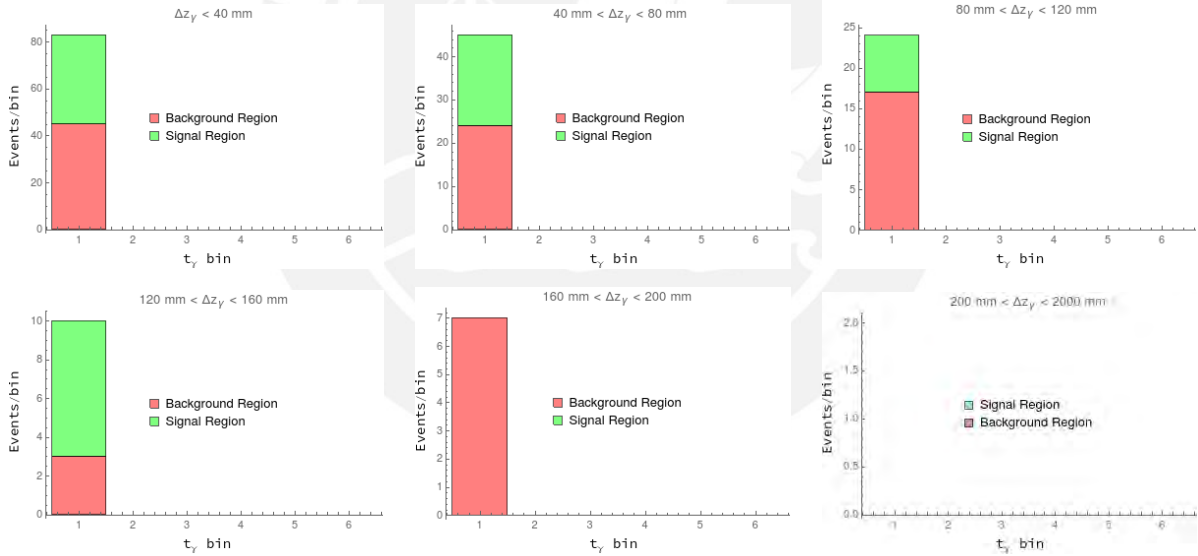 Δz_γ < 40 mm
Events/bin
80
60
40
20
0
Background Region
Signal Region
1 2 3 4 5 6
t_γ bin
40 mm < Δz_γ < 80 mm
Events/bin
40
30
20
10
0
Background Region
Signal Region
1 2 3 4 5 6
t_γ bin
80 mm < Δz_γ < 120 mm
Events/bin
25
20
15
10
5
0
Background Region
Signal Region
1 2 3 4 5 6
t_γ bin
120 mm < Δz_γ < 160 mm
Events/bin
10
8
6
4
2
0
Background Region
Signal Region
1 2 3 4 5 6
t_γ bin
160 mm < Δz_γ < 200 mm
Events/bin
7
6
5
4
3
2
1
0
Background Region
Signal Region
1 2 3 4 5 6
t_γ bin
200 mm < Δz_γ < 2000 mm
Events/bin
2.0
1.5
1.0
0.5
0.0
Signal Region
Background Region
1 2 3 4 5 6
t_γ bin